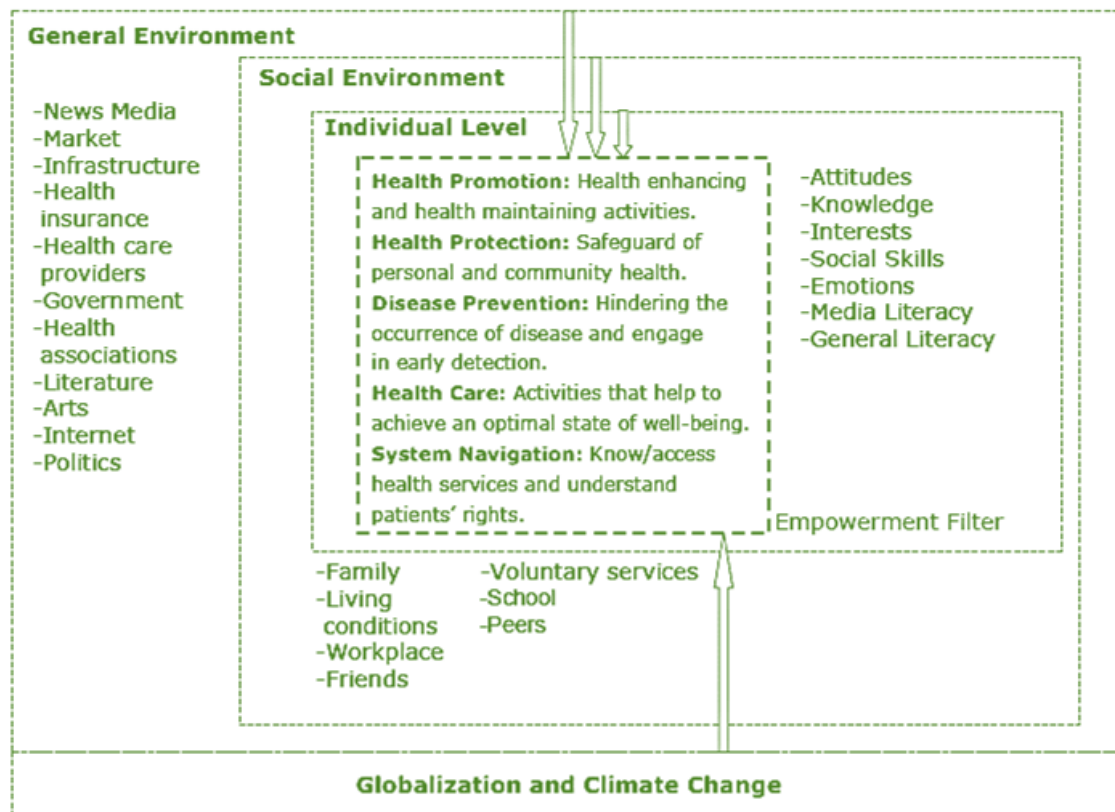 General Environment
-News Media
-Market
-Infrastructure
-Health
insurance
-Health care
providers
-Government
-Health
associations
-Literature
-Arts
-Internet
-Politics
Social Environment
Individual Level
Health Promotion: Health enhancing
and health maintaining activities.
Health Protection: Safeguard of
personal and community health.
Disease Prevention: Hindering the
occurrence of disease and engage
in early detection.
Health Care: Activities that help to
achieve an optimal state of well-being.
System Navigation: Know/access
health services and understand
patients’ rights.
-Attitudes
-Knowledge
-Interests
-Social Skills
-Emotions
-Media Literacy
-General Literacy
Empowerment Filter
-Family
-Living
conditions
-Workplace
-Friends
-Voluntary services
-School
-Peers
Globalization and Climate Change